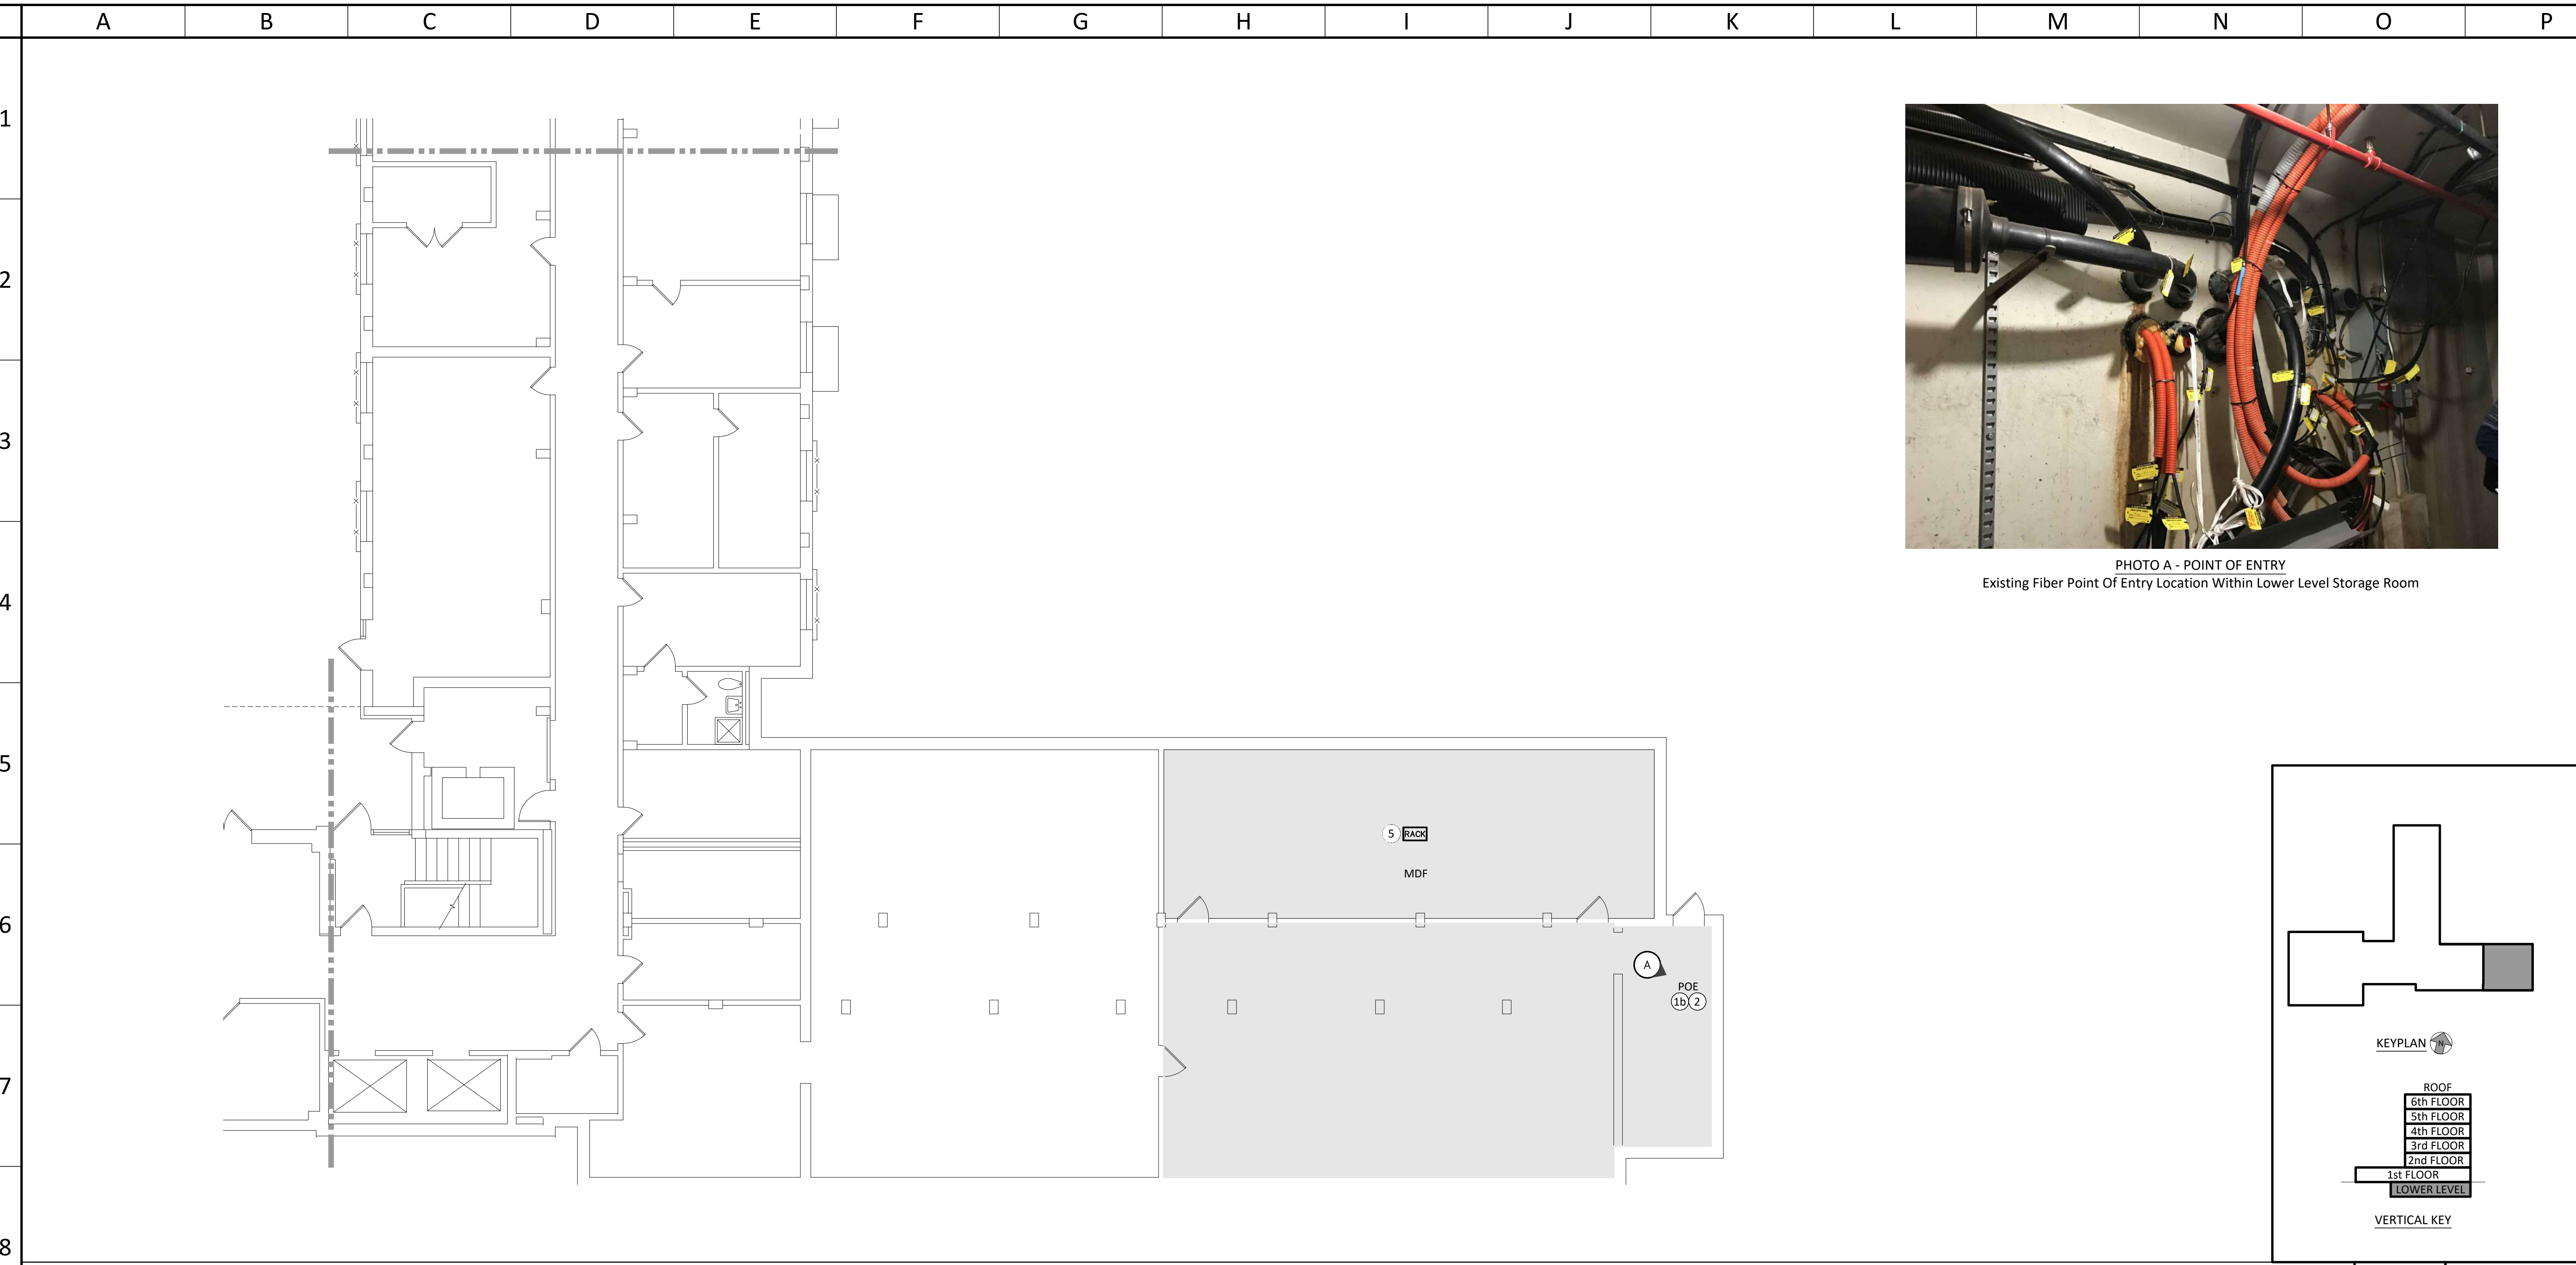 A B C D E F G H I J K L M N O P
1
2
3
4
5
6
7
8
PHOTO A - POINT OF ENTRY
Existing Fiber Point Of Entry Location Within Lower Level Storage Room
5 RACK
MDF
A
POE
1b 2
KEYPLAN N
ROOF
6th FLOOR
5th FLOOR
4th FLOOR
3rd FLOOR
2nd FLOOR
1st FLOOR
LOWER LEVEL
VERTICAL KEY